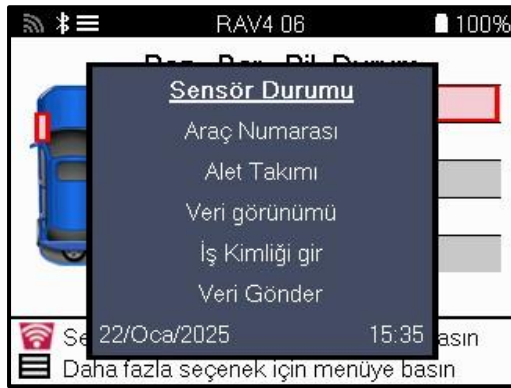 RAV4 06 100%
Sensör Durumu
Araç Numarası
Alet Takımı
Veri görünümü
İş Kimliği gir
Veri Gönder
22/Oca/2025 15:35
Daha fazla seçenek için menüye basın